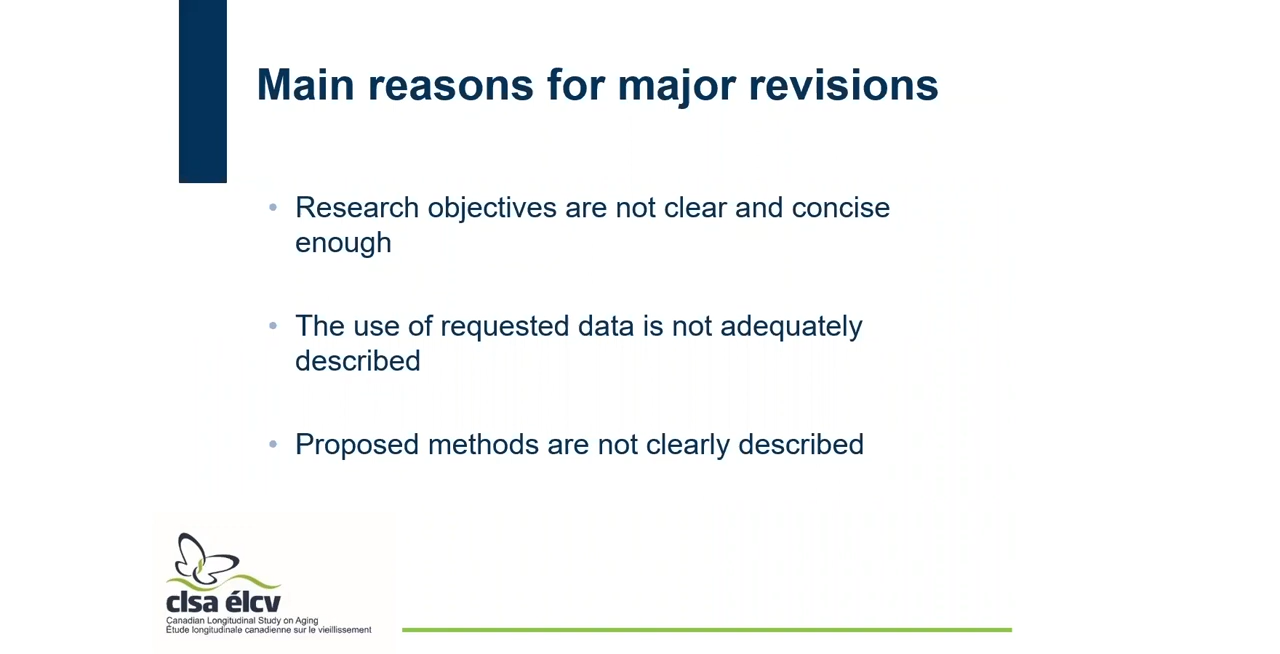 Main reasons for major revisions
• Research objectives are not clear and concise
enough
• The use of requested data is not adequately
described
• Proposed methods are not clearly described
clsa élcv
Canadian Longitudinal Study on Aging
Étude longitudinale canadienne sur le vieillissement